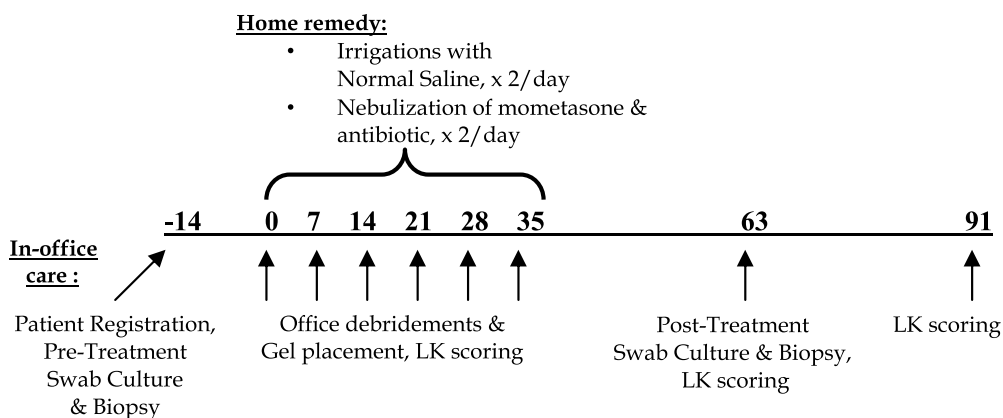 Home remedy:
• Irrigations with
Normal Saline, x 2/day
• Nebulization of mometasone &
antibiotic, x 2/day
-14 0 7 14 21 28 35 63 91
In-office
care :
Patient Registration,
Pre-Treatment
Swab Culture
& Biopsy
Office debridements &
Gel placement, LK scoring
Post-Treatment
Swab Culture & Biopsy,
LK scoring
LK scoring